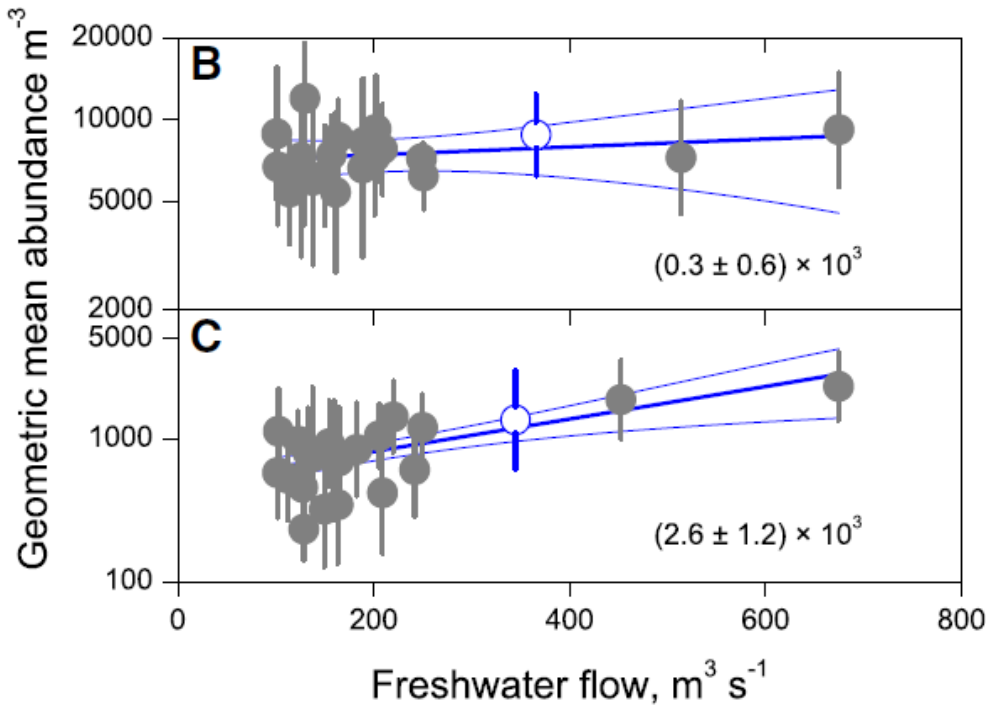 Geometric mean abundance m⁻³
20000
B
10000
5000
(0.3 ± 0.6) × 10³
2000
5000
C
1000
(2.6 ± 1.2) × 10³
100
0 200 400 600 800
Freshwater flow, m³ s⁻¹